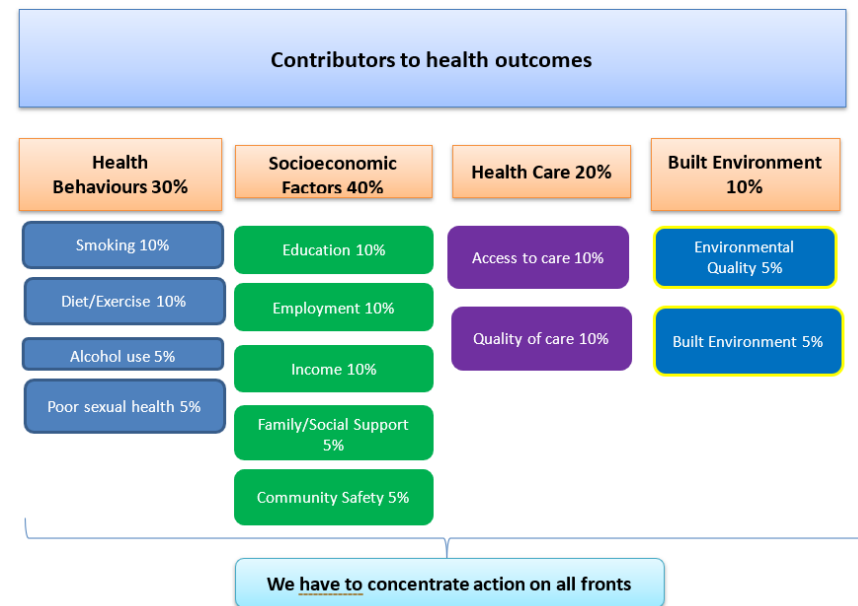 Contributors to health outcomes
Health
Behaviours 30%
Smoking 10%
Diet/Exercise 10%
Alcohol use 5%
Poor sexual health 5%
Socioeconomic
Factors 40%
Education 10%
Employment 10%
Income 10%
Family/Social Support
5%
Community Safety 5%
Health Care 20%
Access to care 10%
Quality of care 10%
Built Environment
10%
Environmental
Quality 5%
Built Environment 5%
We have to concentrate action on all fronts